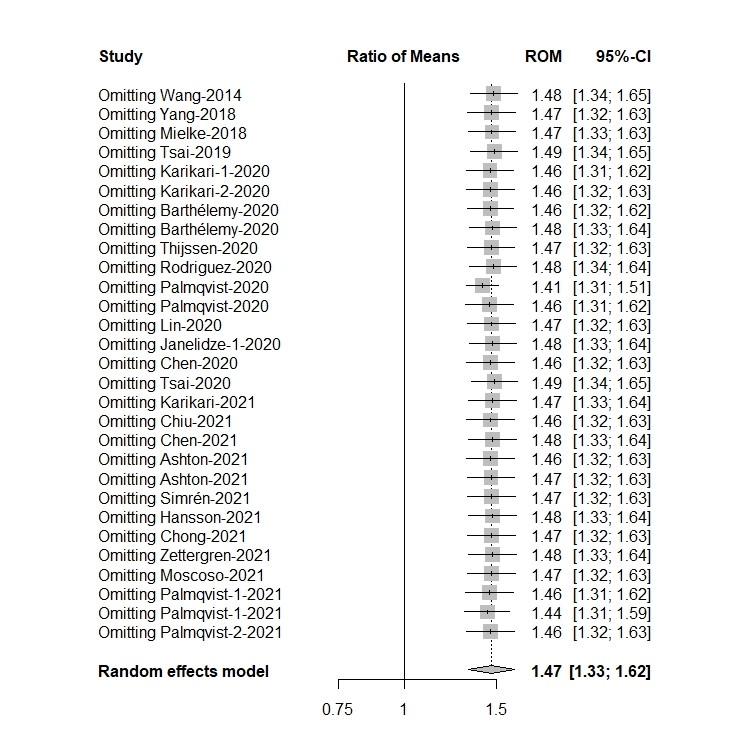 Study Ratio of Means ROM 95%-CI
Omitting Wang-2014 1.48 [1.34; 1.65]
Omitting Yang-2018 1.47 [1.32; 1.63]
Omitting Mielke-2018 1.47 [1.33; 1.63]
Omitting Tsai-2019 1.49 [1.34; 1.65]
Omitting Karikari-1-2020 1.46 [1.31; 1.62]
Omitting Karikari-2-2020 1.46 [1.32; 1.63]
Omitting Barthélemy-2020 1.46 [1.32; 1.62]
Omitting Barthélemy-2020 1.48 [1.33; 1.64]
Omitting Thijssen-2020 1.47 [1.32; 1.63]
Omitting Rodriguez-2020 1.48 [1.34; 1.64]
Omitting Palmqvist-2020 1.41 [1.31; 1.51]
Omitting Palmqvist-2020 1.46 [1.31; 1.62]
Omitting Lin-2020 1.47 [1.32; 1.63]
Omitting Janelidze-1-2020 1.48 [1.33; 1.64]
Omitting Chen-2020 1.46 [1.32; 1.63]
Omitting Tsai-2020 1.49 [1.34; 1.65]
Omitting Karikari-2021 1.47 [1.33; 1.64]
Omitting Chiu-2021 1.46 [1.32; 1.63]
Omitting Chen-2021 1.48 [1.33; 1.64]
Omitting Ashton-2021 1.46 [1.32; 1.63]
Omitting Ashton-2021 1.47 [1.32; 1.63]
Omitting Simrén-2021 1.47 [1.32; 1.63]
Omitting Hansson-2021 1.48 [1.33; 1.64]
Omitting Chong-2021 1.47 [1.32; 1.63]
Omitting Zettergren-2021 1.48 [1.33; 1.64]
Omitting Moscoso-2021 1.47 [1.32; 1.63]
Omitting Palmqvist-1-2021 1.46 [1.31; 1.62]
Omitting Palmqvist-1-2021 1.44 [1.31; 1.59]
Omitting Palmqvist-2-2021 1.46 [1.32; 1.63]
Random effects model 1.47 [1.33; 1.62]
0.75 1 1.5